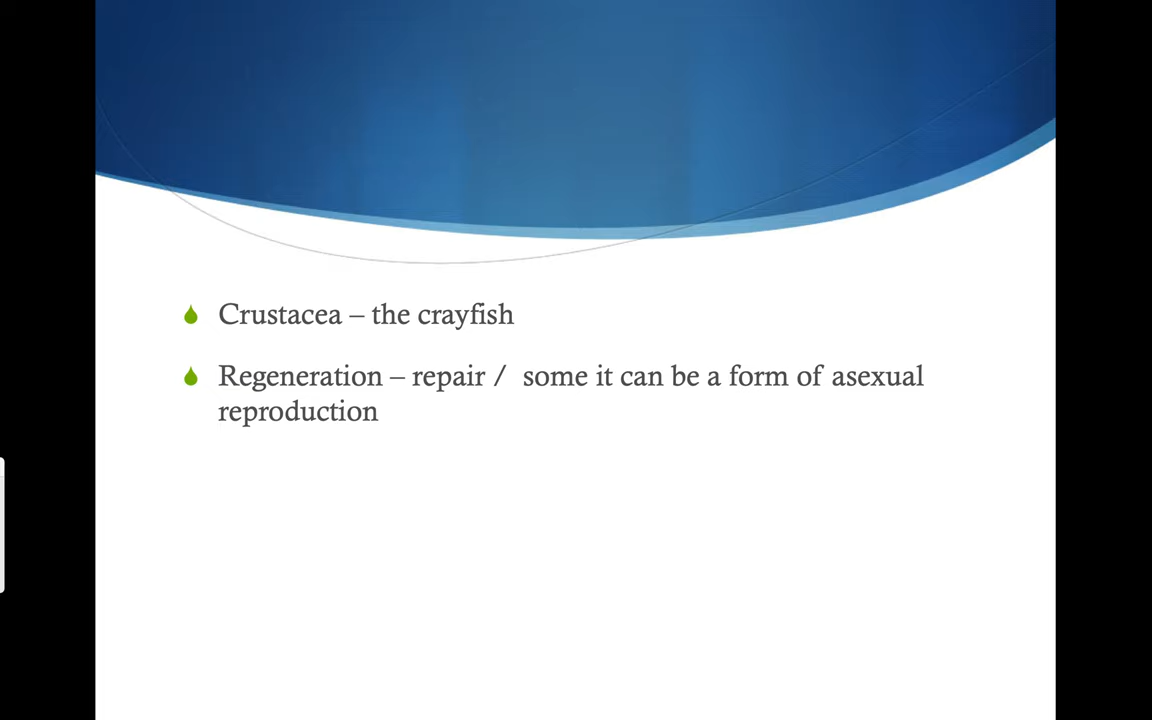 Crustacea – the crayfish
Regeneration – repair /  some it can be a form of asexual
reproduction